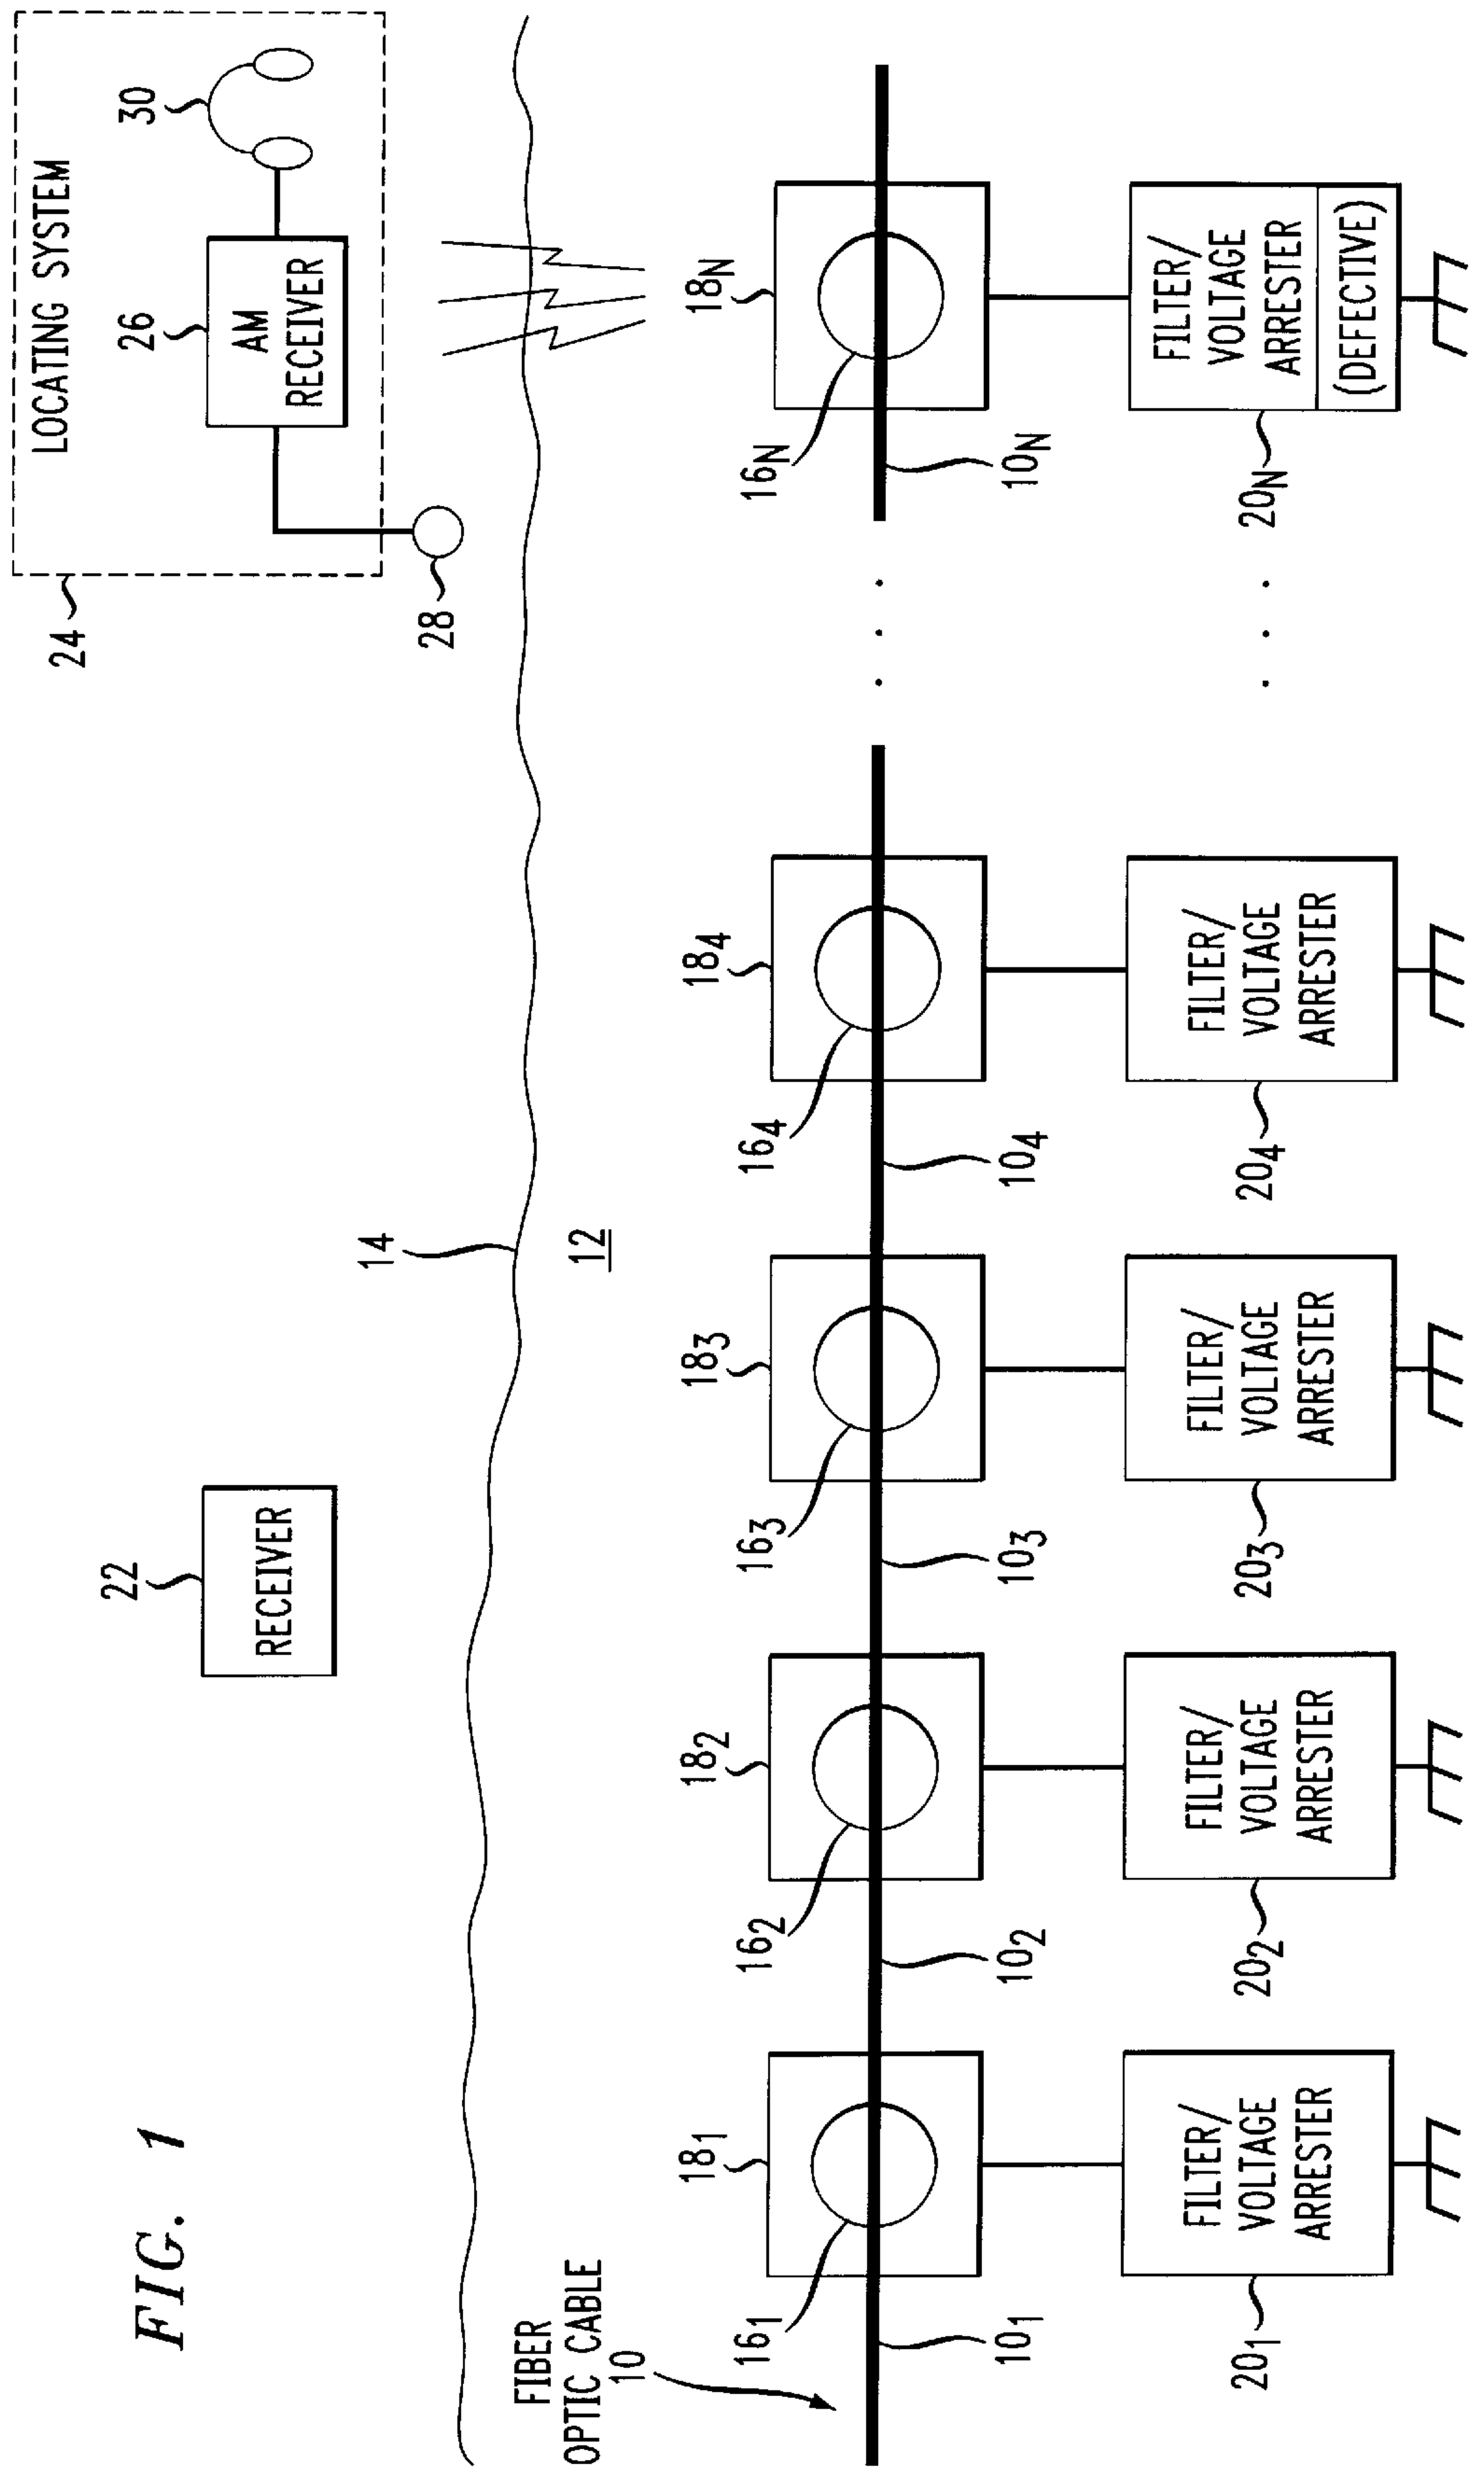 FIG. 1
LOCATING SYSTEM
24
26
AM
RECEIVER
30
28
22
RECEIVER
14
12
FIBER
OPTIC CABLE
10
18₁
18₂
18₃
18₄
18N
16₁
16₂
16₃
16₄
16N
10₁
10₂
10₃
10₄
10N
FILTER/
VOLTAGE
ARRESTER
FILTER/
VOLTAGE
ARRESTER
FILTER/
VOLTAGE
ARRESTER
FILTER/
VOLTAGE
ARRESTER
FILTER/
VOLTAGE
ARRESTER
(DEFECTIVE)
20₁
20₂
20₃
20₄
20N